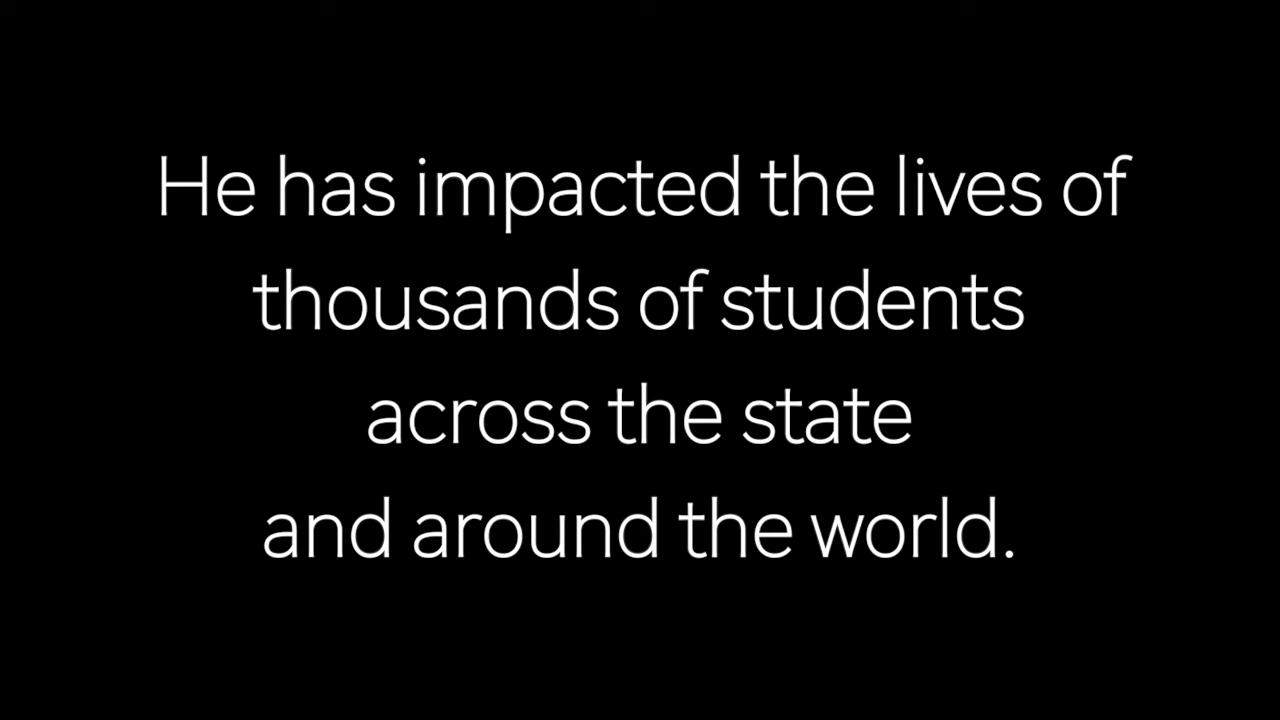 He has impacted the lives of
thousands of students
across the state
and around the world.